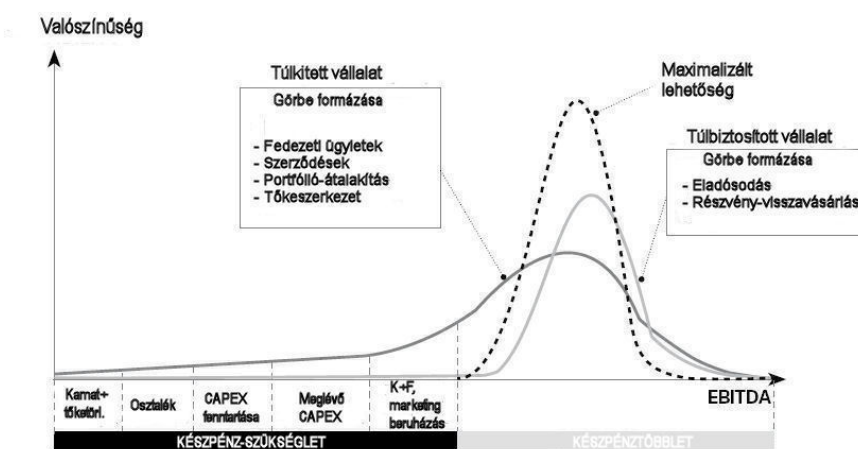 Valószínűség
Túlkitett vállalat
Görbe formázása
- Fedezeti ügyletek
- Szerződések
- Portfólió-átalakítás
- Tőkeszerkezet
Maximalizált
lehetőség
Túlbiztosított vállalat
Görbe formázása
- Eladósodás
- Részvény-visszavásárlás
Kamat+
tőketörl.
Osztalék
CAPEX
fenntartása
Meglévő
CAPEX
K+F,
marketing
beruházás
EBITDA
KÉSZPÉNZ-SZÜKSÉGLET
KÉSZPÉNZTÖBBLET